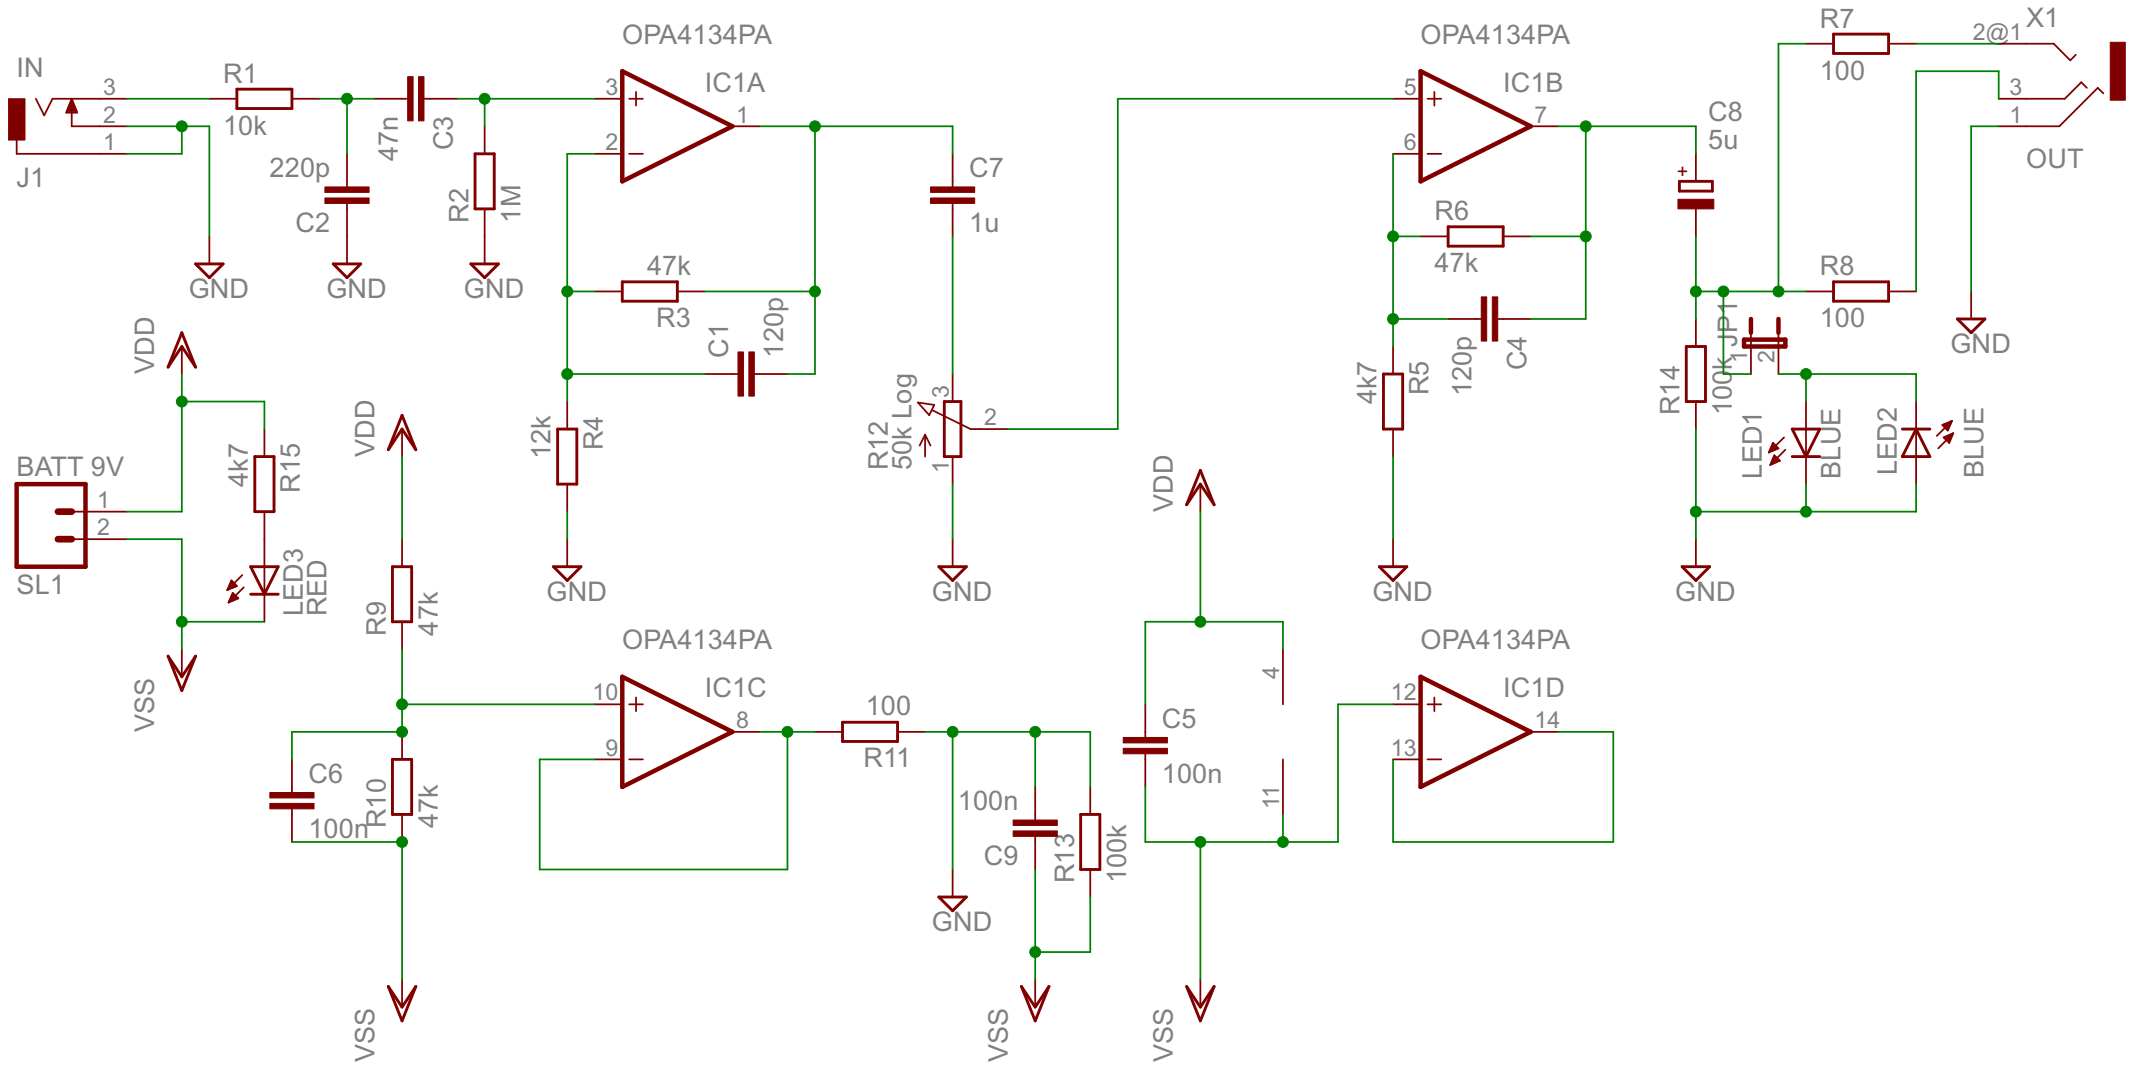 IN
3
2
1
J1
R1
10k
220p
C2
47n
C3
R2
1M
GND
GND
GND
OPA4134PA
IC1A
3
2
1
47k
R3
C1
120p
12k
R4
GND
C7
1u
R12
50k Log
3
2
1
GND
OPA4134PA
IC1B
5
6
7
R6
47k
120p
C4
4k7
R5
GND
C8
5u
+
R7
100
R8
100
2@1
X1
3
1
OUT
GND
JP1
1
2
R14
100k
LED1
BLUE
LED2
BLUE
GND
VDD
BATT 9V
1
2
SL1
4k7
R15
LED3
RED
VSS
VDD
R9
47k
C6
100n
R10
47k
VSS
OPA4134PA
IC1C
10
9
8
100
R11
GND
100n
C9
R13
100k
VSS
VDD
C5
100n
4
11
VSS
OPA4134PA
IC1D
12
13
14